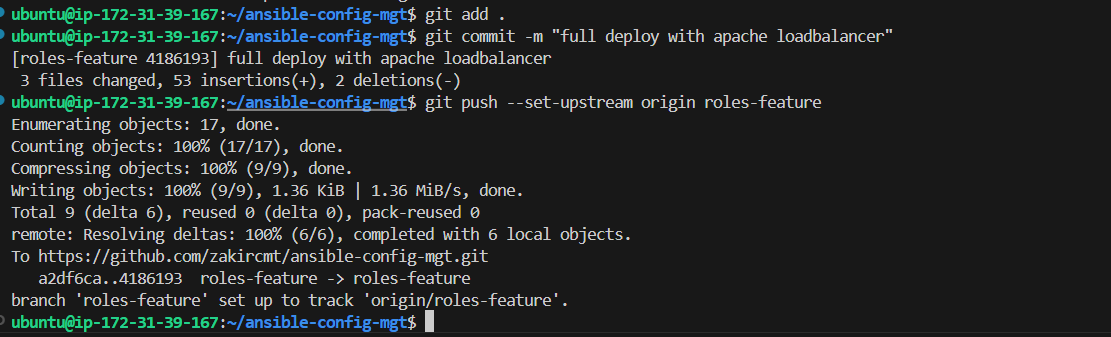 ubuntu@ip-172-31-39-167:~/ansible-config-mgt$ git add .
ubuntu@ip-172-31-39-167:~/ansible-config-mgt$ git commit -m "full deploy with apache loadbalancer"
[roles-feature 4186193] full deploy with apache loadbalancer
 3 files changed, 53 insertions(+), 2 deletions(-)
ubuntu@ip-172-31-39-167:~/ansible-config-mgt$ git push --set-upstream origin roles-feature
Enumerating objects: 17, done.
Counting objects: 100% (17/17), done.
Compressing objects: 100% (9/9), done.
Writing objects: 100% (9/9), 1.36 KiB | 1.36 MiB/s, done.
Total 9 (delta 6), reused 0 (delta 0), pack-reused 0
remote: Resolving deltas: 100% (6/6), completed with 6 local objects.
To https://github.com/zakircmt/ansible-config-mgt.git
   a2df6ca..4186193  roles-feature -> roles-feature
branch 'roles-feature' set up to track 'origin/roles-feature'.
ubuntu@ip-172-31-39-167:~/ansible-config-mgt$